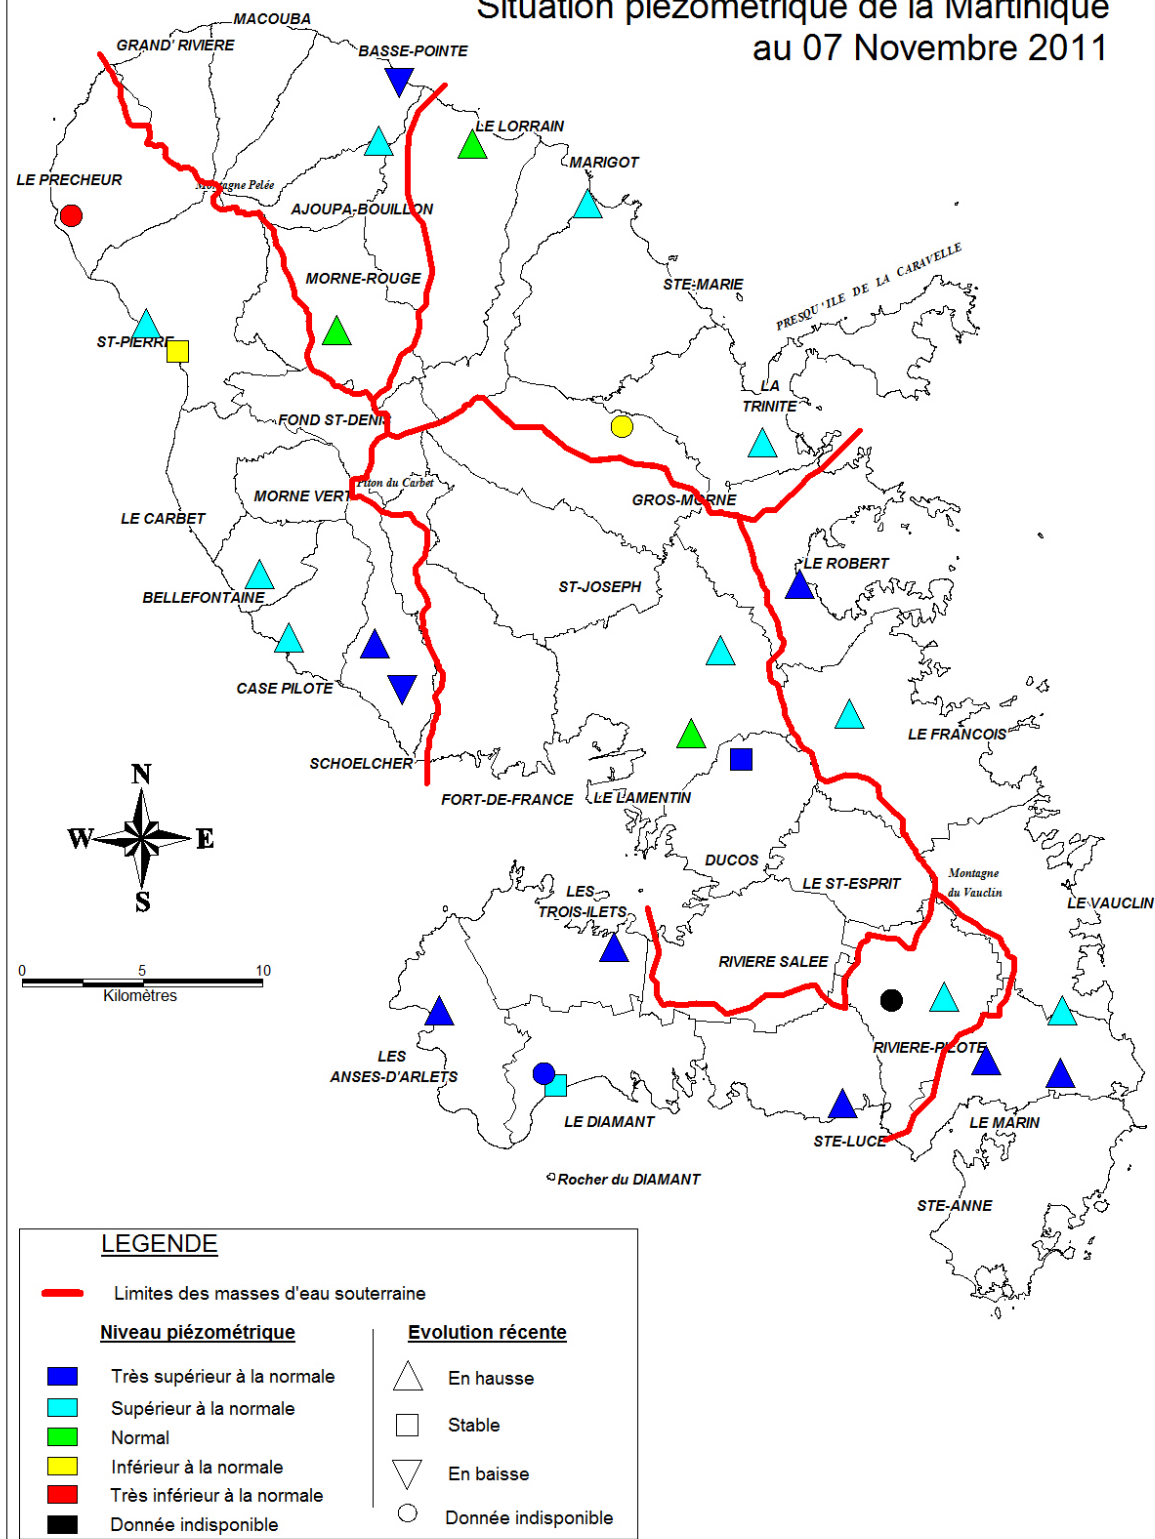 Situation piézométrique de la Martinique
au 07 Novembre 2011
MACOUBA
GRAND' RIVIERE
BASSE-POINTE
LE LORRAIN
MARIGOT
LE PRECHEUR
Montagne Pelée
AJOUPA-BOUILLON
MORNE-ROUGE
STE-MARIE
PRESQU'ILE DE LA CARAVELLE
ST-PIERRE
LA
TRINITE
FOND ST-DENIS
Piton du Carbet
MORNE VERT
GROS-MORNE
LE CARBET
LE ROBERT
ST-JOSEPH
BELLEFONTAINE
CASE PILOTE
LE FRANCOIS
SCHOELCHER
FORT-DE-FRANCE
LE LAMENTIN
N
W
E
S
DUCOS
LE ST-ESPRIT
Montagne
du Vauclin
LES
TROIS-ILETS
LE VAUCLIN
RIVIERE SALEE
0
5
10
Kilomètres
RIVIERE-PILOTE
LES
ANSES-D'ARLETS
LE DIAMANT
LE MARIN
STE-LUCE
Rocher du DIAMANT
STE-ANNE
LEGENDE
Limites des masses d'eau souterraine
Niveau piézométrique
Evolution récente
Très supérieur à la normale
En hausse
Supérieur à la normale
Stable
Normal
Inférieur à la normale
En baisse
Très inférieur à la normale
Donnée indisponible
Donnée indisponible